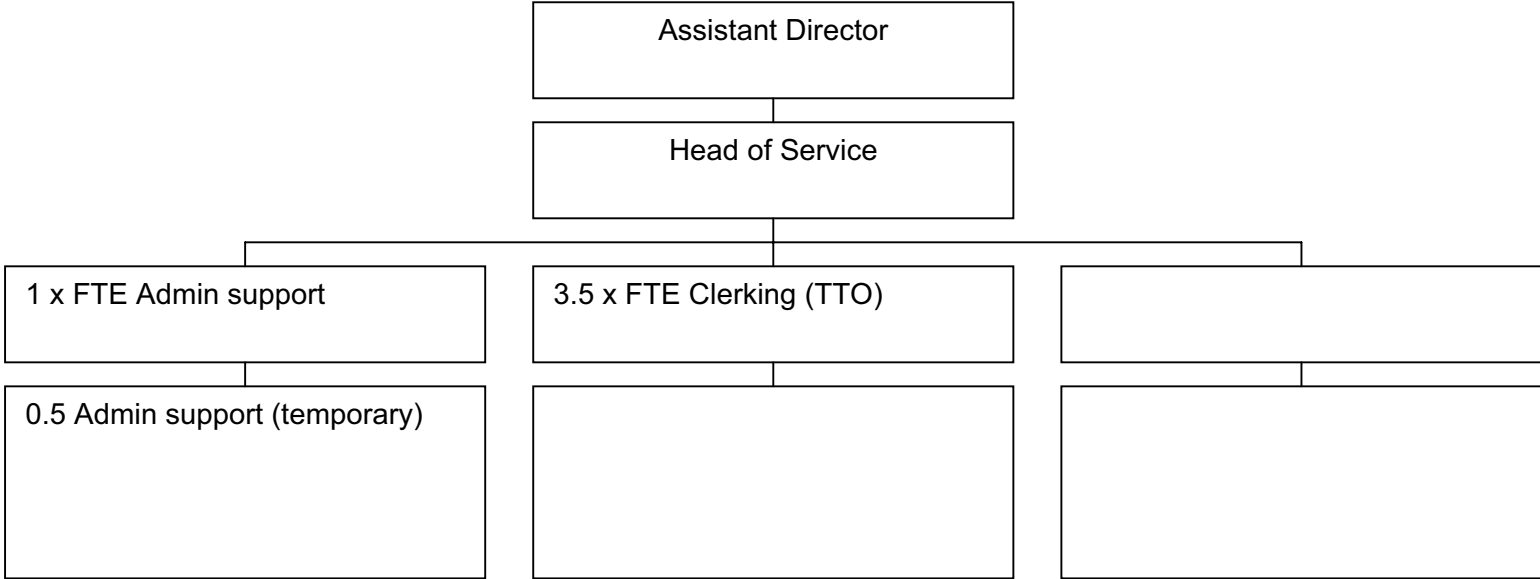 Assistant Director
Head of Service
1 x FTE Admin support
3.5 x FTE Clerking (TTO)
0.5 Admin support (temporary)